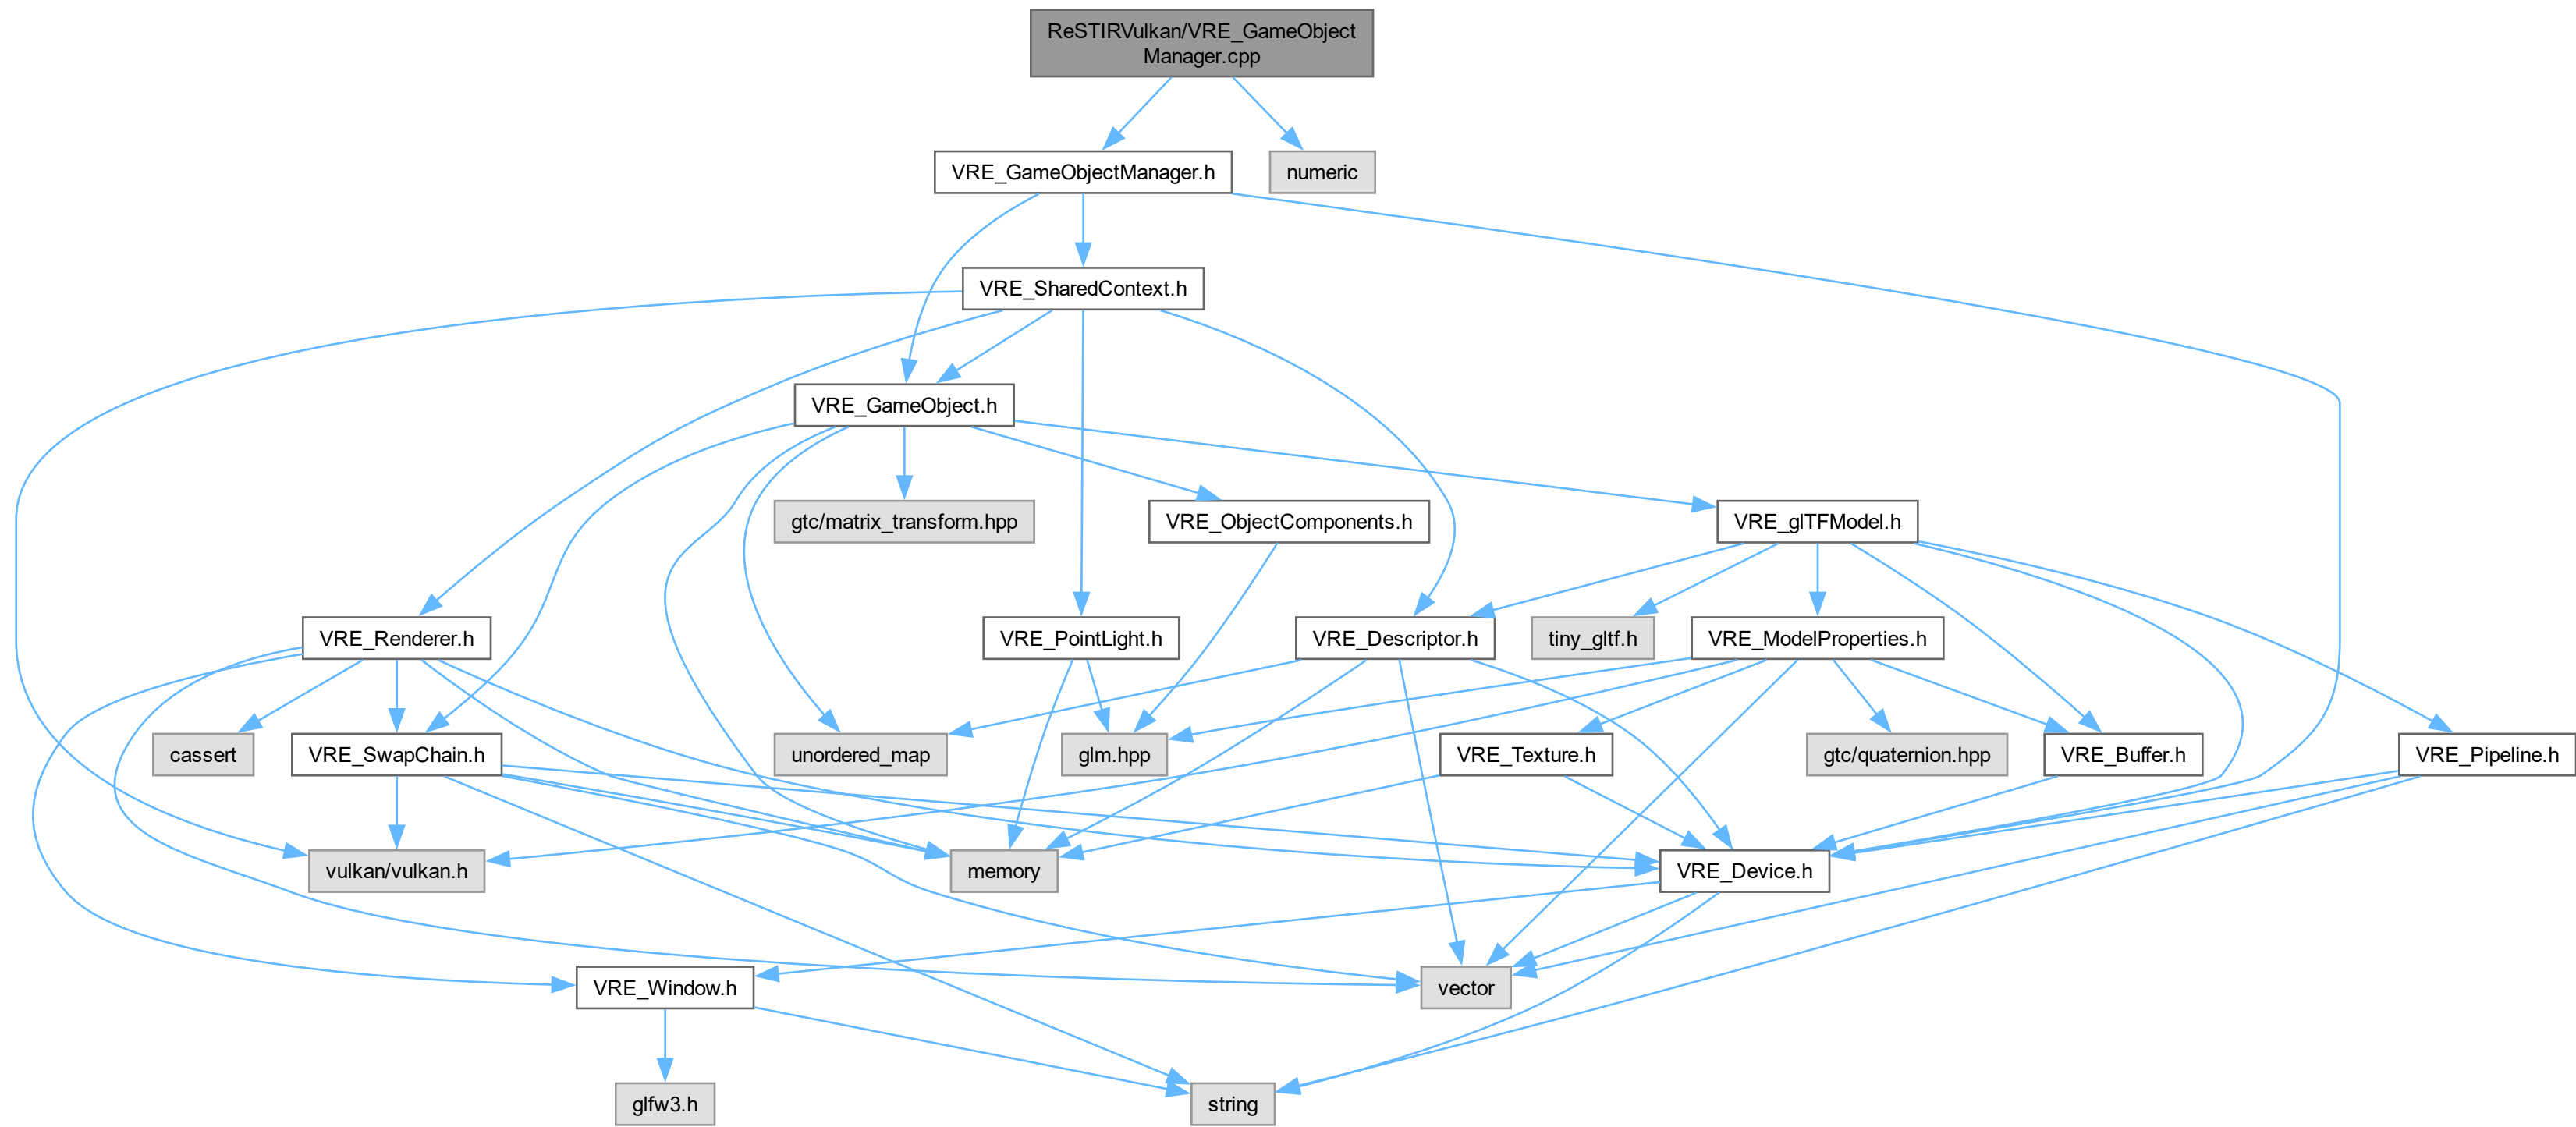 ReSTIRVulkan/VRE_GameObject
Manager.cpp
VRE_GameObjectManager.h
numeric
VRE_SharedContext.h
VRE_GameObject.h
gtc/matrix_transform.hpp
VRE_ObjectComponents.h
VRE_glTFModel.h
VRE_Renderer.h
VRE_PointLight.h
VRE_Descriptor.h
tiny_gltf.h
VRE_ModelProperties.h
cassert
VRE_SwapChain.h
unordered_map
glm.hpp
VRE_Texture.h
gtc/quaternion.hpp
VRE_Buffer.h
VRE_Pipeline.h
vulkan/vulkan.h
memory
VRE_Device.h
VRE_Window.h
vector
glfw3.h
string